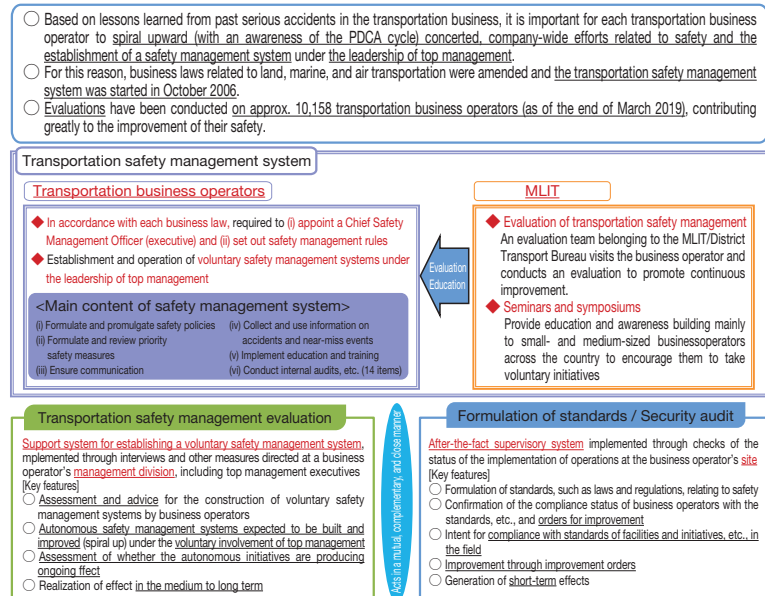 ○ Based on lessons learned from past serious accidents in the transportation business, it is important for each transportation business
operator to spiral upward (with an awareness of the PDCA cycle) concerted, company-wide efforts related to safety and the
establishment of a safety management system under the leadership of top management.
○ For this reason, business laws related to land, marine, and air transportation were amended and the transportation safety management
system was started in October 2006.
○ Evaluations have been conducted on approx. 10,158 transportation business operators (as of the end of March 2019), contributing
greatly to the improvement of their safety.
Transportation safety management system
Transportation business operators
◆ In accordance with each business law, required to (i) appoint a Chief Safety
Management Officer (executive) and (ii) set out safety management rules
◆ Establishment and operation of voluntary safety management systems under
the leadership of top management
<Main content of safety management system>
(i) Formulate and promulgate safety policies
(ii) Formulate and review priority
safety measures
(iii) Ensure communication
(iv) Collect and use information on
accidents and near-miss events
(v) Implement education and training
(vi) Conduct internal audits, etc. (14 items)
Evaluation
Education
MLIT
◆ Evaluation of transportation safety management
An evaluation team belonging to the MLIT/District
Transport Bureau visits the business operator and
conducts an evaluation to promote continuous
improvement.
◆ Seminars and symposiums
Provide education and awareness building mainly
to small- and medium-sized businessoperators
across the country to encourage them to take
voluntary initiatives
Transportation safety management evaluation
Support system for establishing a voluntary safety management system,
mplemented through interviews and other measures directed at a business
operator's management division, including top management executives
[Key features]
○ Assessment and advice for the construction of voluntary safety
management systems by business operators
○ Autonomous safety management systems expected to be built and
improved (spiral up) under the voluntary involvement of top management
○ Assessment of whether the autonomous initiatives are producing
ongoing ffect
○ Realization of effect in the medium to long term
Acts in a mutual, complementary, and close manner
Formulation of standards / Security audit
After-the-fact supervisory system implemented through checks of the
status of the implementation of operations at the business operator's site
[Key features]
○ Formulation of standards, such as laws and regulations, relating to safety
○ Confirmation of the compliance status of business operators with the
standards, etc., and orders for improvement
○ Intent for compliance with standards of facilities and initiatives, etc., in
the field
○ Improvement through improvement orders
○ Generation of short-term effects